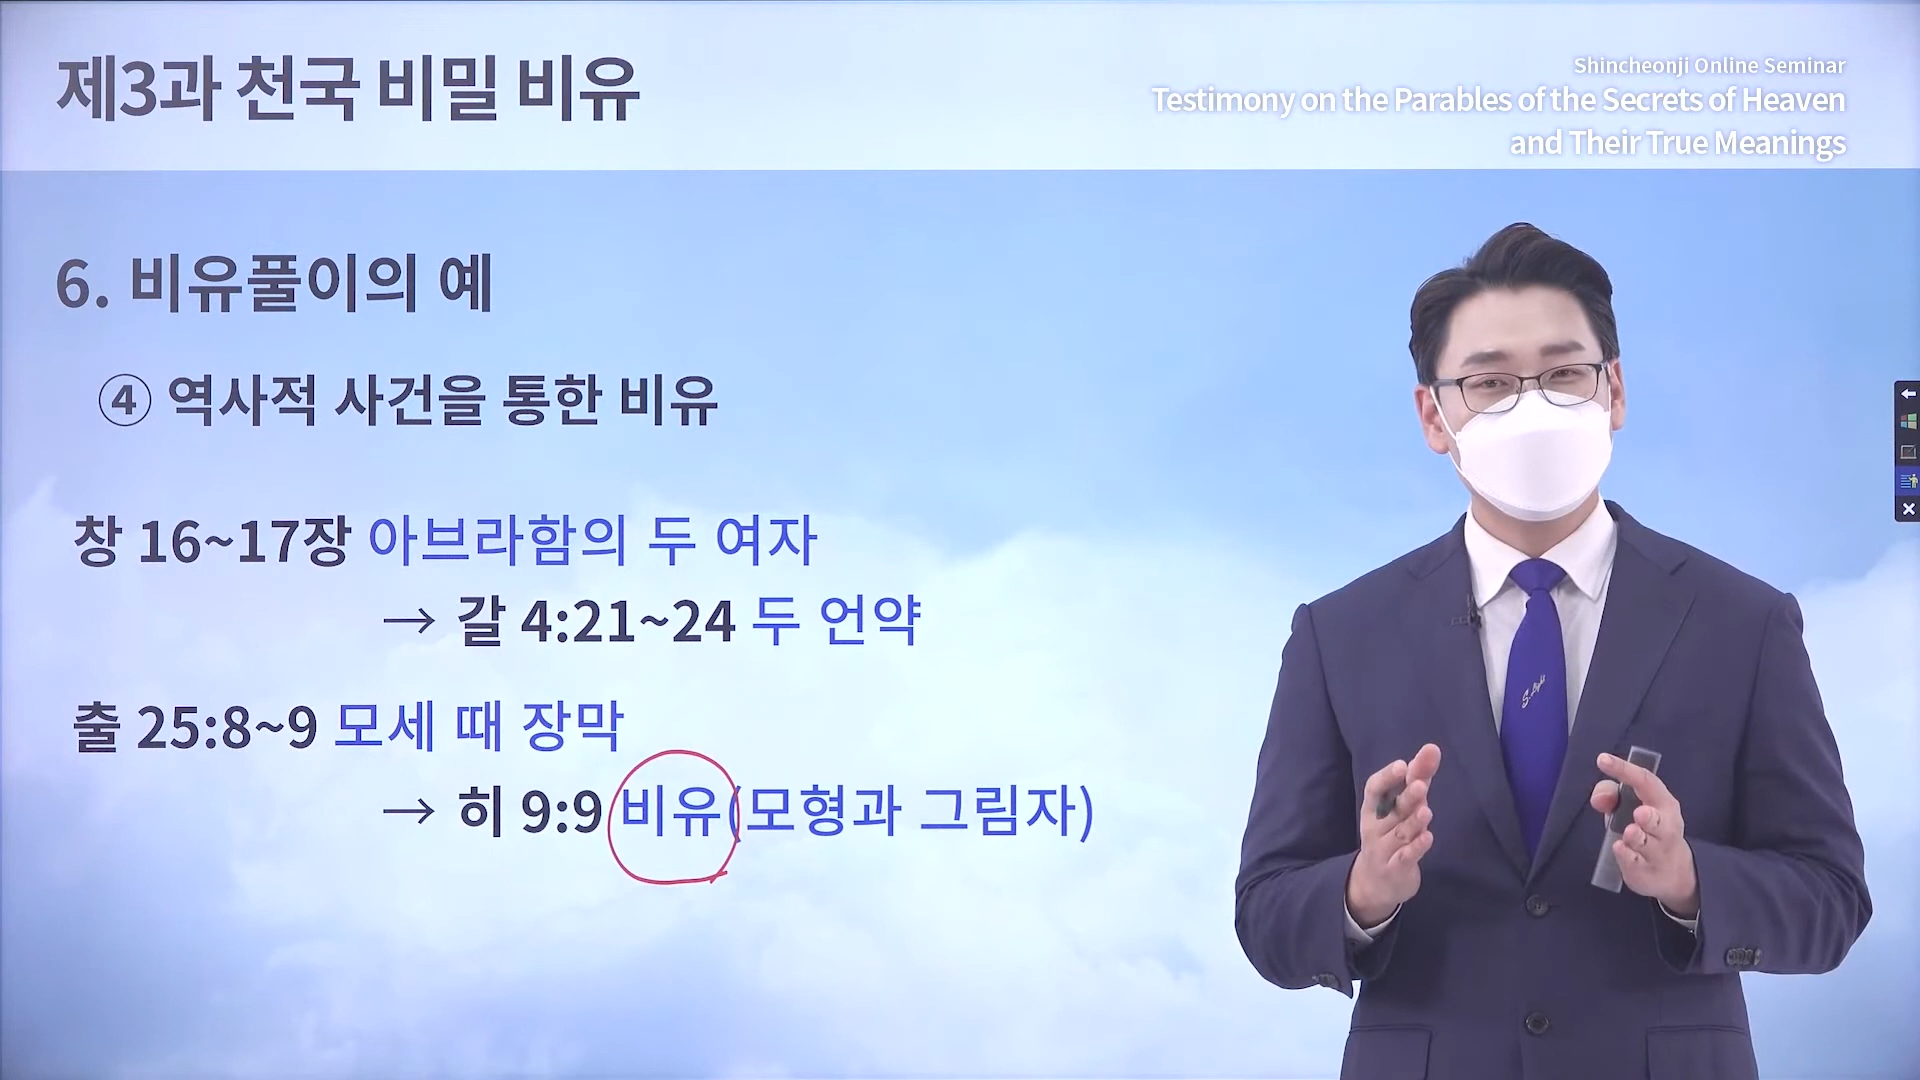 제3과 천국 비밀 비유
Shincheonji Online Seminar
Testimony on the Parables of the Secrets of Heaven
and Their True Meanings
6. 비유풀이의 예
④ 역사적 사건을 통한 비유
창 16~17장 아브라함의 두 여자
→ 갈 4:21~24 두 언약
출 25:8~9 모세 때 장막
→ 히 9:9 비유(모형과 그림자)